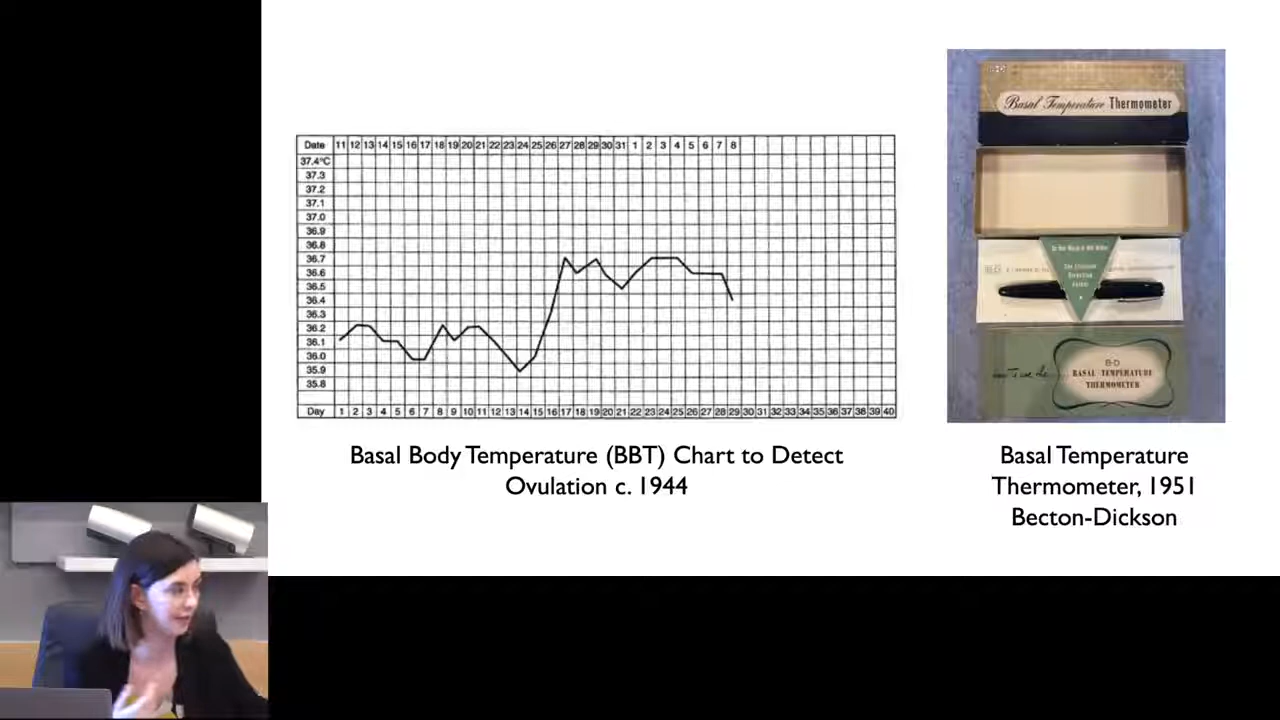 Date 11 12 13 14 15 16 17 18 19 20 21 22 23 24 25 26 27 28 29 30 31 1 2 3 4 5 6 7 8
37.4°C
37.3
37.2
37.1
37.0
36.9
36.8
36.7
36.6
36.5
36.4
36.3
36.2
36.1
36.0
35.9
35.8
Day 1 2 3 4 5 6 7 8 9 10 11 12 13 14 15 16 17 18 19 20 21 22 23 24 25 26 27 28 29 30 31 32 33 34 35 36 37 38 39 40
Basal Body Temperature (BBT) Chart to Detect
Ovulation c. 1944
B-D
Basal Temperature Thermometer
B-D
How to use the
B-D
BASAL TEMPERATURE
THERMOMETER
Basal Temperature
Thermometer, 1951
Becton-Dickson